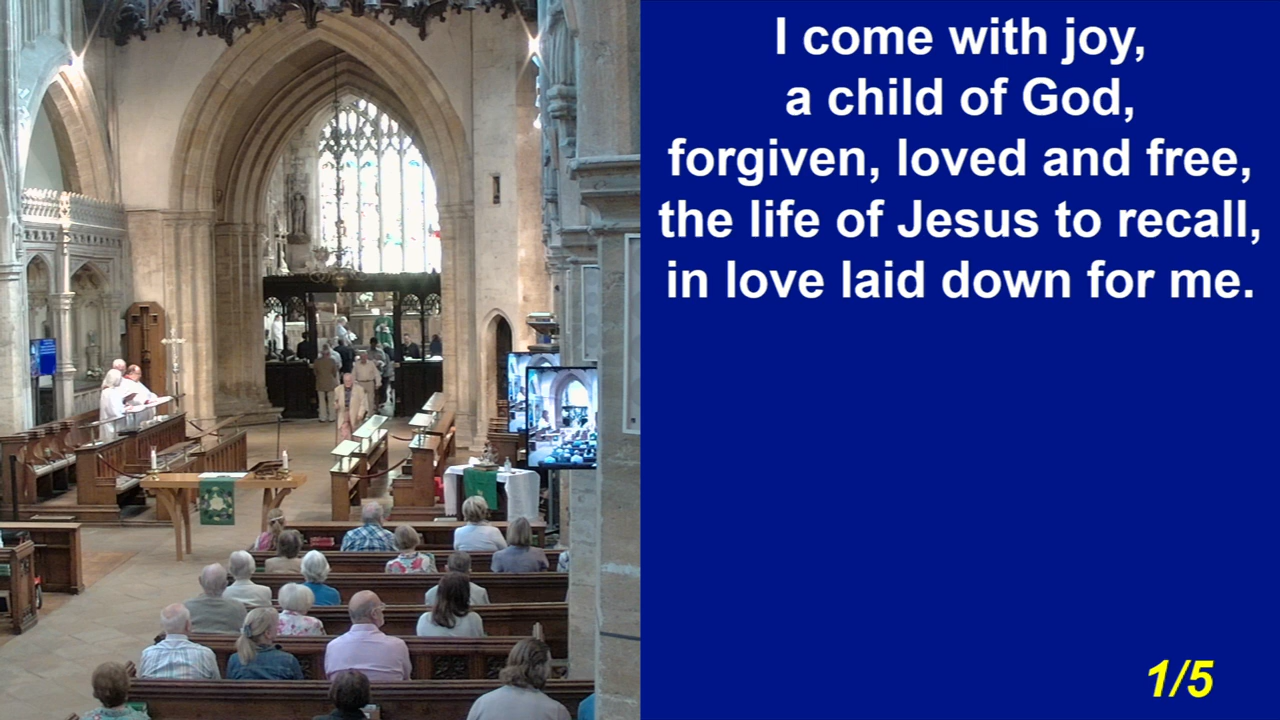 I come with joy,
a child of God,
forgiven, loved and free,
the life of Jesus to recall,
in love laid down for me.
1/5